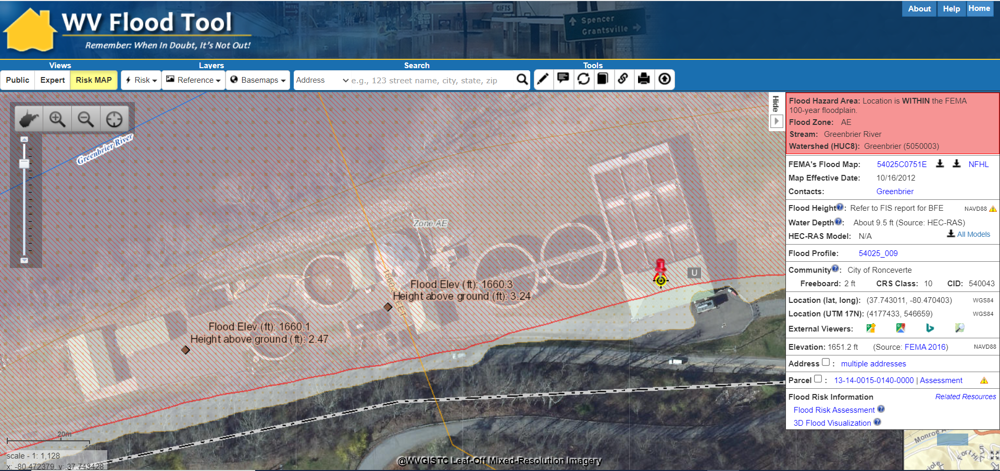 About Help Home
GIFTS
Spencer
Grantsville
WV Flood Tool
Remember: When In Doubt, It's Not Out!
Views Layers Search Tools
Public Expert Risk MAP Risk Reference Basemaps Address e.g., 123 street name, city, state, zip
Hide
Greenbrier River
Zone AE
U
1660.2 FEET
Flood Elev (ft): 1660.3
Height above ground (ft): 3.24
Flood Elev (ft): 1660.1
Height above ground (ft): 2.47
20m
scale - 1: 1,128
x: -80.472379 y: 37.743428
@WVGISTC Leaf-Off Mixed-Resolution Imagery
Flood Hazard Area: Location is WITHIN the FEMA
100-year floodplain.
Flood Zone: AE
Stream: Greenbrier River
Watershed (HUC8): Greenbrier (5050003)
FEMA's Flood Map: 54025C0751E NFHL
Map Effective Date: 10/16/2012
Contacts: Greenbrier
Flood Height: Refer to FIS report for BFE NAVD88
Water Depth: About 9.5 ft (Source: HEC-RAS)
HEC-RAS Model: N/A All Models
Flood Profile: 54025_009
Community: City of Ronceverte
Freeboard: 2 ft CRS Class: 10 CID: 540043
Location (lat, long): (37.743011, -80.470403) WGS84
Location (UTM 17N): (4177433, 546659) WGS84
External Viewers:
Elevation: 1651.2 ft (Source: FEMA 2016) NAVD88
Address : multiple addresses
Parcel : 13-14-0015-0140-0000 | Assessment
Flood Risk Information Related Resources
Flood Risk Assessment
3D Flood Visualization
Monroe